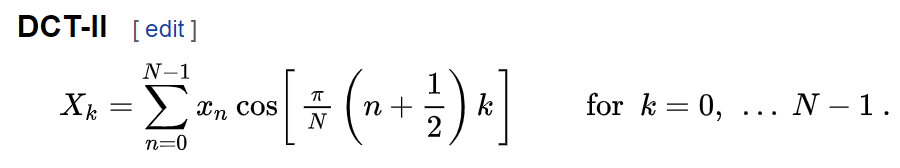 DCT-II [ edit ]
X_k = \sum_{n=0}^{N-1} x_n \cos\left[ \frac{\pi}{N} \left( n + \frac{1}{2} \right) k \right] for k = 0, … N − 1 .